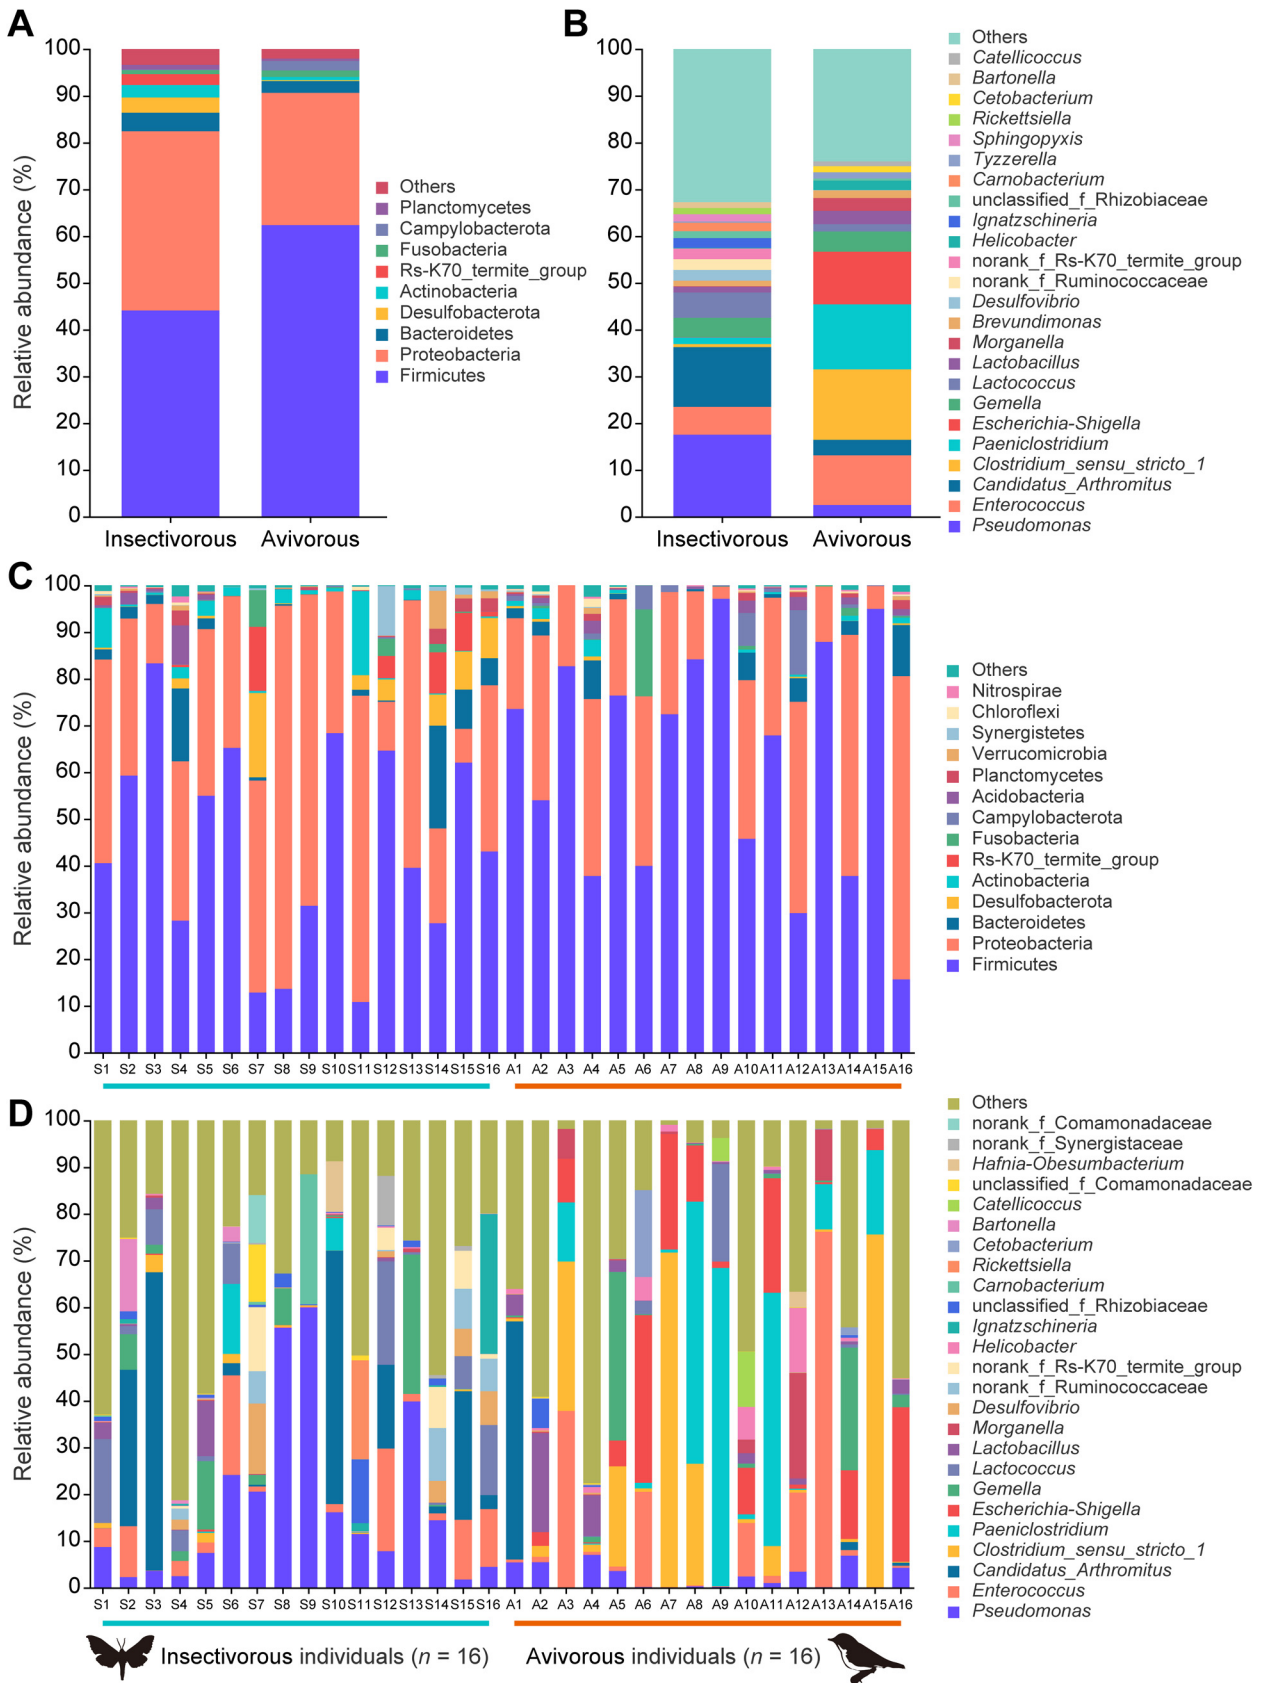 A
Relative abundance (%)
100
90
80
70
60
50
40
30
20
10
0
Insectivorous Avivorous
Others
Planctomycetes
Campylobacterota
Fusobacteria
Rs-K70_termite_group
Actinobacteria
Desulfobacterota
Bacteroidetes
Proteobacteria
Firmicutes
B
Relative abundance (%)
100
90
80
70
60
50
40
30
20
10
0
Insectivorous Avivorous
Others
Catellicoccus
Bartonella
Cetobacterium
Rickettsiella
Sphingopyxis
Tyzzerella
Carnobacterium
unclassified_f_Rhizobiaceae
Ignatzschineria
Helicobacter
norank_f_Rs-K70_termite_group
norank_f_Ruminococcaceae
Desulfovibrio
Brevundimonas
Morganella
Lactobacillus
Lactococcus
Gemella
Escherichia-Shigella
Paeniclostridium
Clostridium_sensu_stricto_1
Candidatus_Arthromitus
Enterococcus
Pseudomonas
C
Relative abundance (%)
100
90
80
70
60
50
40
30
20
10
0
S1 S2 S3 S4 S5 S6 S7 S8 S9 S10 S11 S12 S13 S14 S15 S16 A1 A2 A3 A4 A5 A6 A7 A8 A9 A10 A11 A12 A13 A14 A15 A16
Others
Nitrospirae
Chloroflexi
Synergistetes
Verrucomicrobia
Planctomycetes
Acidobacteria
Campylobacterota
Fusobacteria
Rs-K70_termite_group
Actinobacteria
Desulfobacterota
Bacteroidetes
Proteobacteria
Firmicutes
D
Relative abundance (%)
100
90
80
70
60
50
40
30
20
10
0
S1 S2 S3 S4 S5 S6 S7 S8 S9 S10 S11 S12 S13 S14 S15 S16 A1 A2 A3 A4 A5 A6 A7 A8 A9 A10 A11 A12 A13 A14 A15 A16
Insectivorous individuals (n = 16) Avivorous individuals (n = 16)
Others
norank_f_Comamonadaceae
norank_f_Synergistaceae
Hafnia-Obesumbacterium
unclassified_f_Comamonadaceae
Catellicoccus
Bartonella
Cetobacterium
Rickettsiella
Carnobacterium
unclassified_f_Rhizobiaceae
Ignatzschineria
Helicobacter
norank_f_Rs-K70_termite_group
norank_f_Ruminococcaceae
Desulfovibrio
Morganella
Lactobacillus
Lactococcus
Gemella
Escherichia-Shigella
Paeniclostridium
Clostridium_sensu_stricto_1
Candidatus_Arthromitus
Enterococcus
Pseudomonas